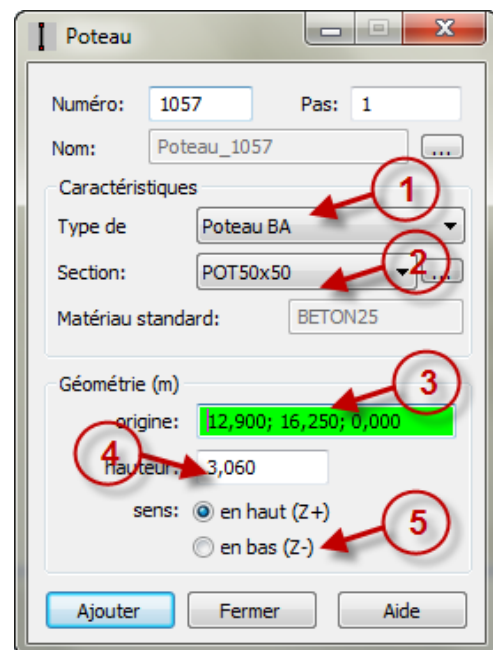 Poteau
Numéro: 1057 Pas: 1
Nom: Poteau_1057 ...
Caractéristiques
1
Type de Poteau BA
2
Section: POT50x50 ...
Matériau standard: BETON25
Géométrie (m)
3
origine: 12,900; 16,250; 0,000
4
hauteur: 3,060
sens: en haut (Z+)
5
en bas (Z-)
Ajouter Fermer Aide